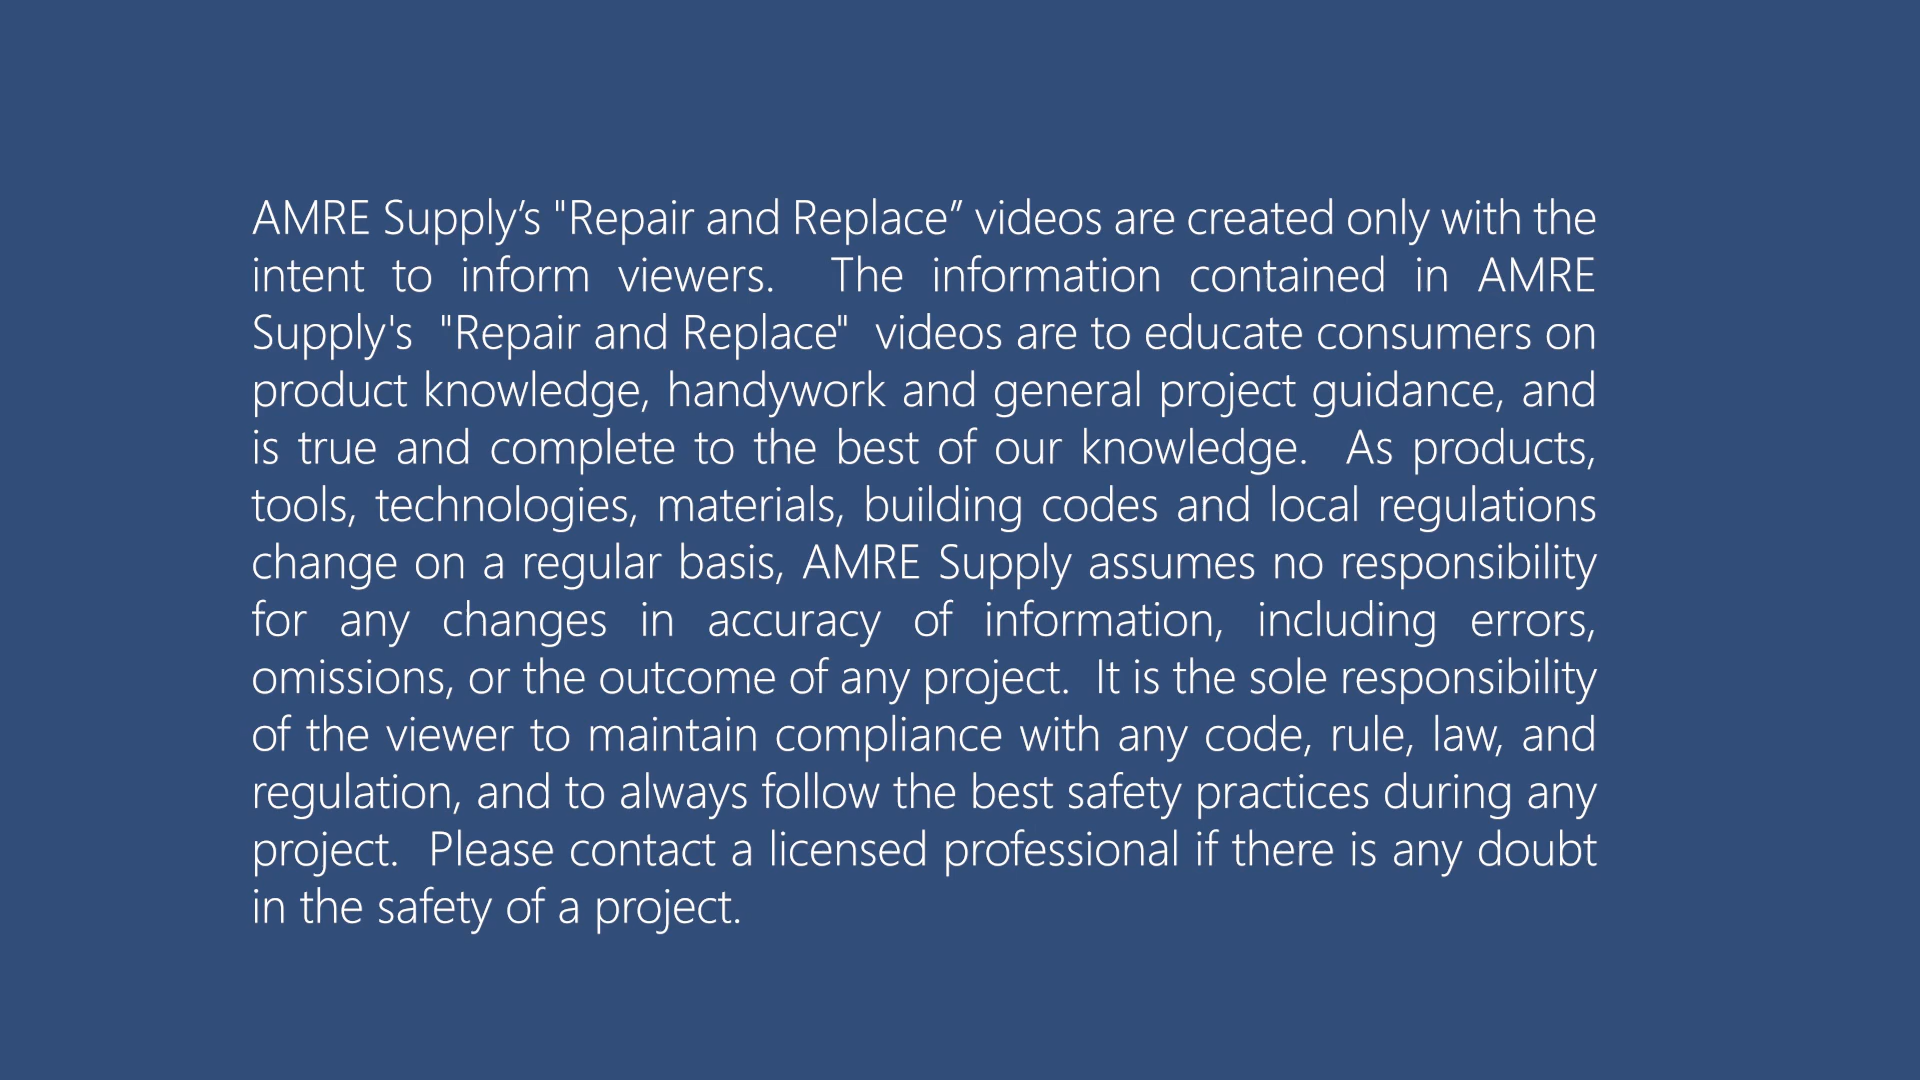 AMRE Supply’s "Repair and Replace” videos are created only with the
intent to inform viewers.  The information contained in AMRE
Supply's  "Repair and Replace"  videos are to educate consumers on
product knowledge, handywork and general project guidance, and
is true and complete to the best of our knowledge.  As products,
tools, technologies, materials, building codes and local regulations
change on a regular basis, AMRE Supply assumes no responsibility
for any changes in accuracy of information, including errors,
omissions, or the outcome of any project.  It is the sole responsibility
of the viewer to maintain compliance with any code, rule, law, and
regulation, and to always follow the best safety practices during any
project.  Please contact a licensed professional if there is any doubt
in the safety of a project.